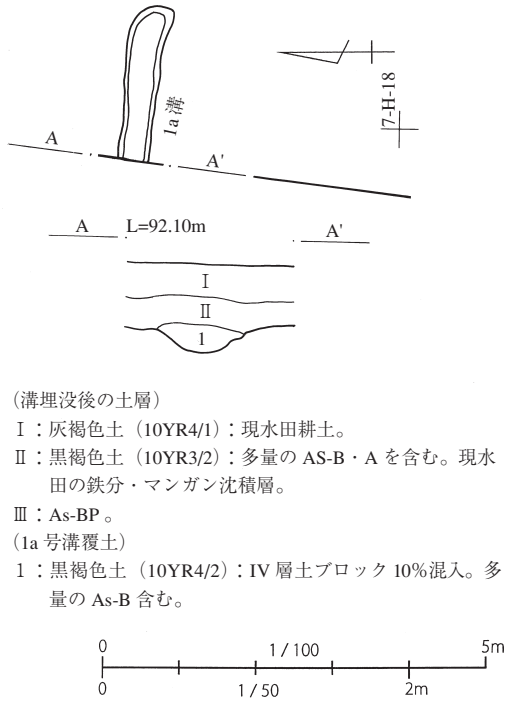 1a 溝
7-H-18
A
A'
A L=92.10m A'
Ⅰ
Ⅱ
1
（溝埋没後の土層）
Ⅰ：灰褐色土（10YR4/1）：現水田耕土。
Ⅱ：黒褐色土（10YR3/2）：多量の AS-B・A を含む。現水
田の鉄分・マンガン沈積層。
Ⅲ：As-BP 。
（1a 号溝覆土）
1：黒褐色土（10YR4/2）：IV 層土ブロック 10%混入。多
量の As-B 含む。
0 1 / 100 5m
0 1 / 50 2m